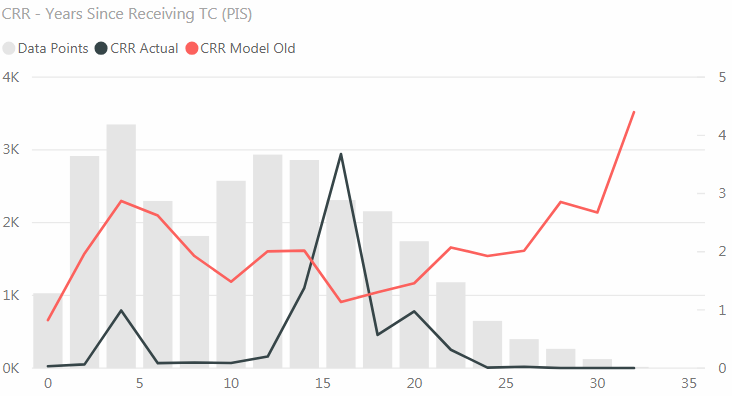 CRR - Years Since Receiving TC (PIS)
Data Points CRR Actual CRR Model Old
4K 5
4
3K
3
2K
2
1K
1
0K 0
0 5 10 15 20 25 30 35